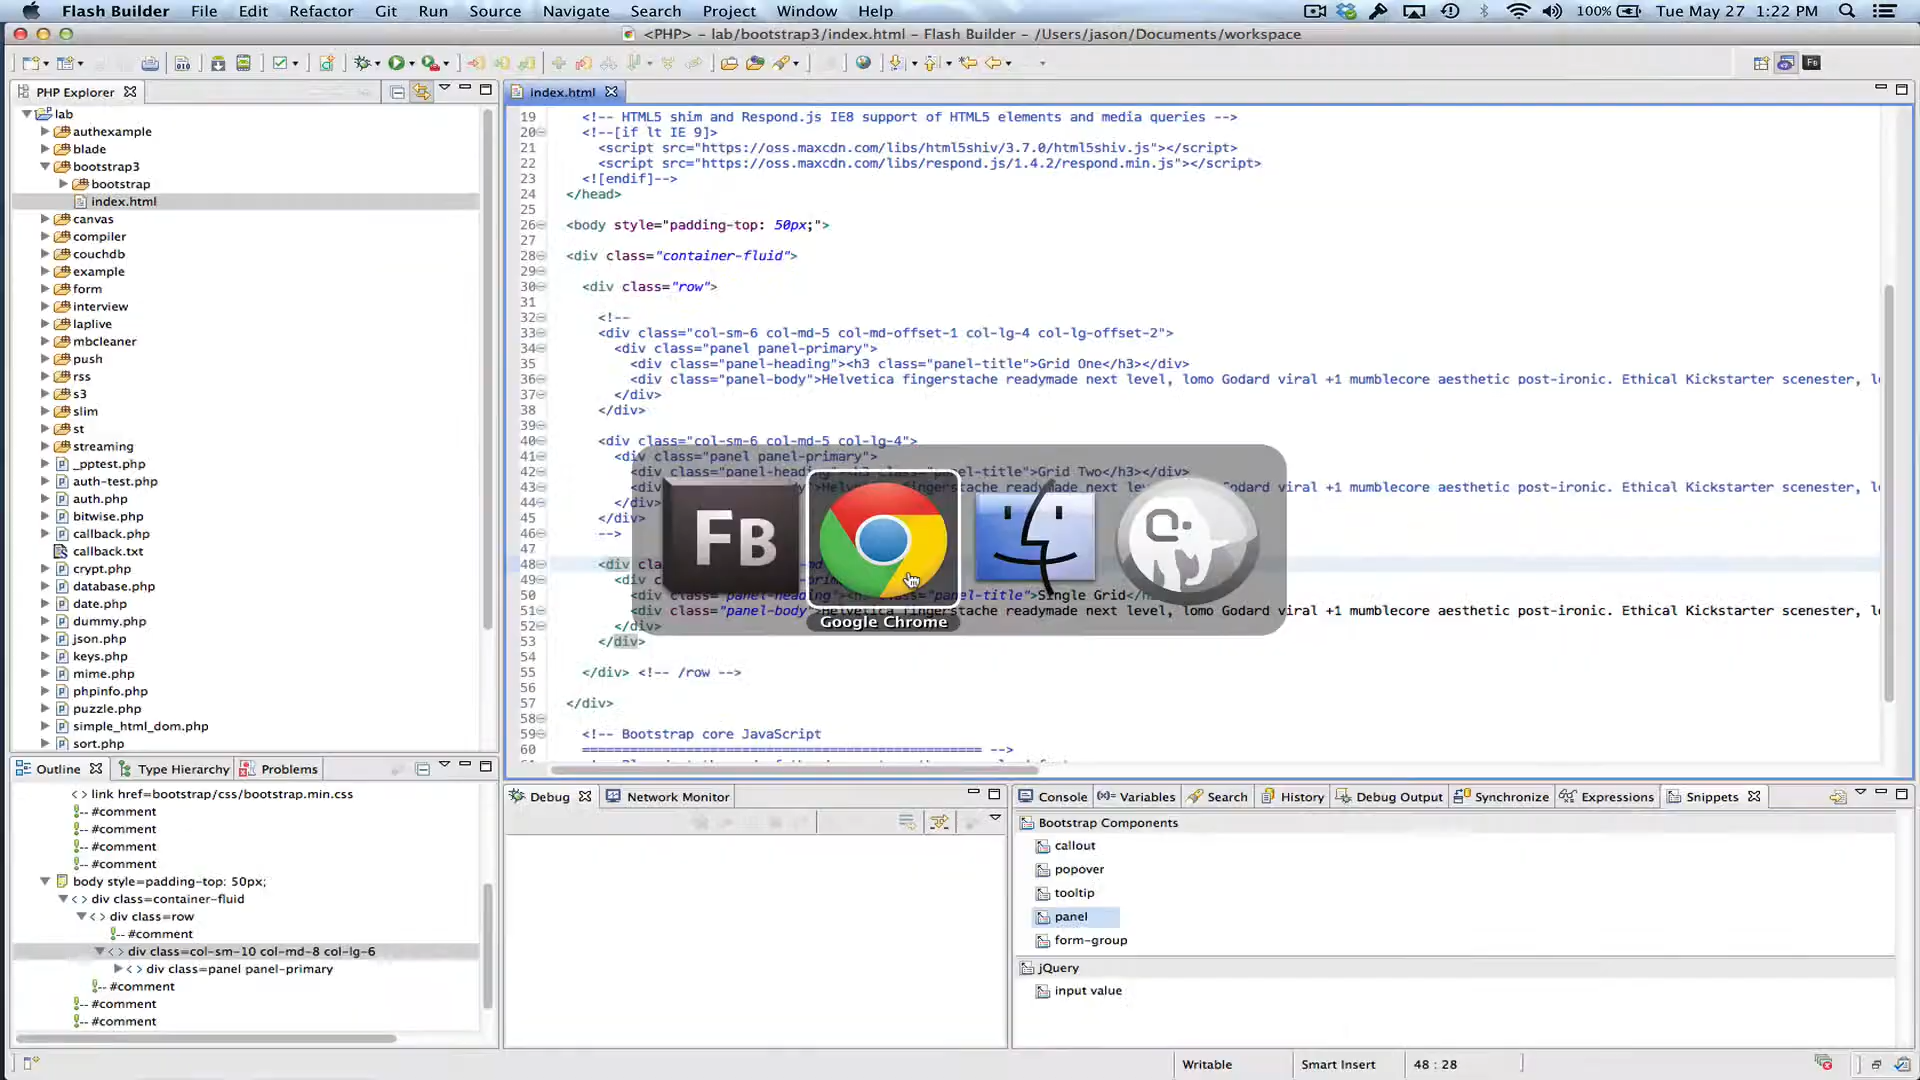 Flash Builder File Edit Refactor Git Run Source Navigate Search Project Window Help 100% Tue May 27 1:22 PM
<PHP> – lab/bootstrap3/index.html – Flash Builder – /Users/jason/Documents/workspace
PHP Explorer
lab
authexample
blade
bootstrap3
bootstrap
index.html
canvas
compiler
couchdb
example
form
interview
laplive
mbcleaner
push
rss
s3
slim
st
streaming
_pptest.php
auth-test.php
auth.php
bitwise.php
callback.php
callback.txt
crypt.php
database.php
date.php
dummy.php
json.php
keys.php
mime.php
phpinfo.php
puzzle.php
simple_html_dom.php
sort.php
index.html
19 <!-- HTML5 shim and Respond.js IE8 support of HTML5 elements and media queries -->
20 <!--[if lt IE 9]>
21 <script src="https://oss.maxcdn.com/libs/html5shiv/3.7.0/html5shiv.js"></script>
22 <script src="https://oss.maxcdn.com/libs/respond.js/1.4.2/respond.min.js"></script>
23 <![endif]-->
24 </head>
25
26 <body style="padding-top: 50px;">
27
28 <div class="container-fluid">
29
30 <div class="row">
31
32 <!--
33 <div class="col-sm-6 col-md-5 col-md-offset-1 col-lg-4 col-lg-offset-2">
34 <div class="panel panel-primary">
35 <div class="panel-heading"><h3 class="panel-title">Grid One</h3></div>
36 <div class="panel-body">Helvetica fingerstache readymade next level, lomo Godard viral +1 mumblecore aesthetic post-ironic. Ethical Kickstarter scenester,
37 </div>
38 </div>
39
40 <div class="col-sm-6 col-md-5 col-lg-4">
41 <div class="panel panel-primary">
42 <div class="panel-heading"><h3 class="panel-title">Grid Two</h3></div>
43 <div class="panel-body">Helvetica fingerstache readymade next level, lomo Godard viral +1 mumblecore aesthetic post-ironic. Ethical Kickstarter scenester,
44 </div>
45 </div>
46 -->
47
48 <div
49 <div
50 <div class="panel-heading"><h3 class="panel-title">Single Grid</h
51 <div class="panel-body">Helvetica fingerstache readymade next level, lomo Godard viral +1 mumblecore aesthetic post-ironic. Ethical Kickstarter scenester,
52 </div>
53 </div>
54
55 </div> <!-- /row -->
56
57 </div>
58
59 <!-- Bootstrap core JavaScript
60 ================================================== -->
FB
Google Chrome
Outline Type Hierarchy Problems
link href=bootstrap/css/bootstrap.min.css
#comment
#comment
#comment
#comment
body style=padding-top: 50px;
div class=container-fluid
div class=row
#comment
div class=col-sm-10 col-md-8 col-lg-6
div class=panel panel-primary
#comment
#comment
#comment
Debug Network Monitor
Console Variables Search History Debug Output Synchronize Expressions Snippets
Bootstrap Components
callout
popover
tooltip
panel
form-group
jQuery
input value
Writable Smart Insert 48 : 28